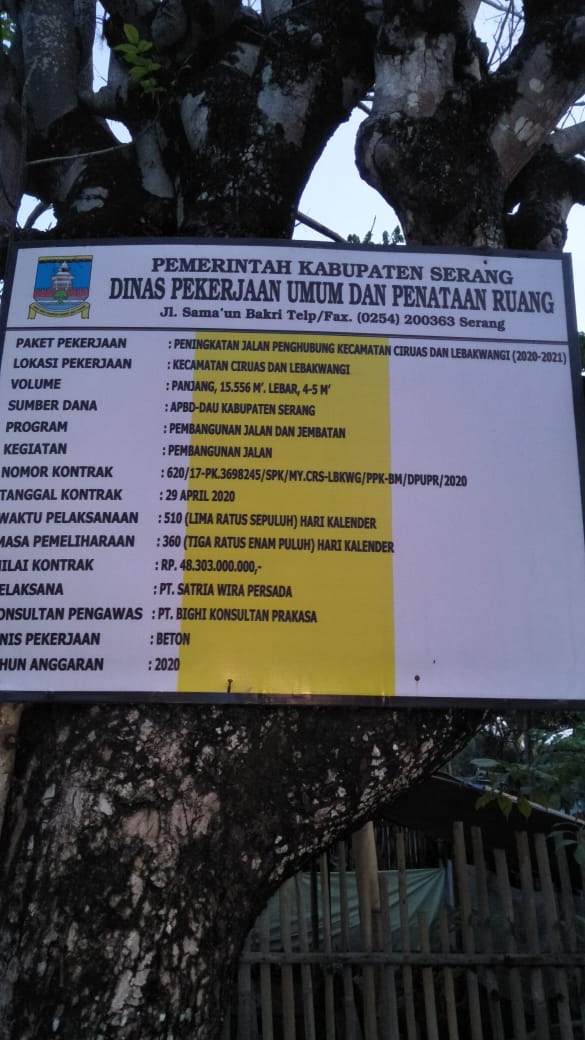 PEMERINTAH KABUPATEN SERANG
DINAS PEKERJAAN UMUM DAN PENATAAN RUANG
Jl. Sama'un Bakri Telp/Fax. (0254) 200363 Serang
PAKET PEKERJAAN : PENINGKATAN JALAN PENGHUBUNG KECAMATAN CIRUAS DAN LEBAKWANGI (2020-2021)
LOKASI PEKERJAAN : KECAMATAN CIRUAS DAN LEBAKWANGI
VOLUME : PANJANG, 15.556 M'. LEBAR, 4-5 M'
SUMBER DANA : APBD-DAU KABUPATEN SERANG
PROGRAM : PEMBANGUNAN JALAN DAN JEMBATAN
KEGIATAN : PEMBANGUNAN JALAN
NOMOR KONTRAK : 620/17-PK.3698245/SPK/MY.CRS-LBKWG/PPK-BM/DPUPR/2020
TANGGAL KONTRAK : 29 APRIL 2020
WAKTU PELAKSANAAN : 510 (LIMA RATUS SEPULUH) HARI KALENDER
MASA PEMELIHARAAN : 360 (TIGA RATUS ENAM PULUH) HARI KALENDER
ILAI KONTRAK : RP. 48.303.000.000,-
ELAKSANA : PT. SATRIA WIRA PERSADA
ONSULTAN PENGAWAS : PT. BIGHI KONSULTAN PRAKASA
NIS PEKERJAAN : BETON
HUN ANGGARAN : 2020